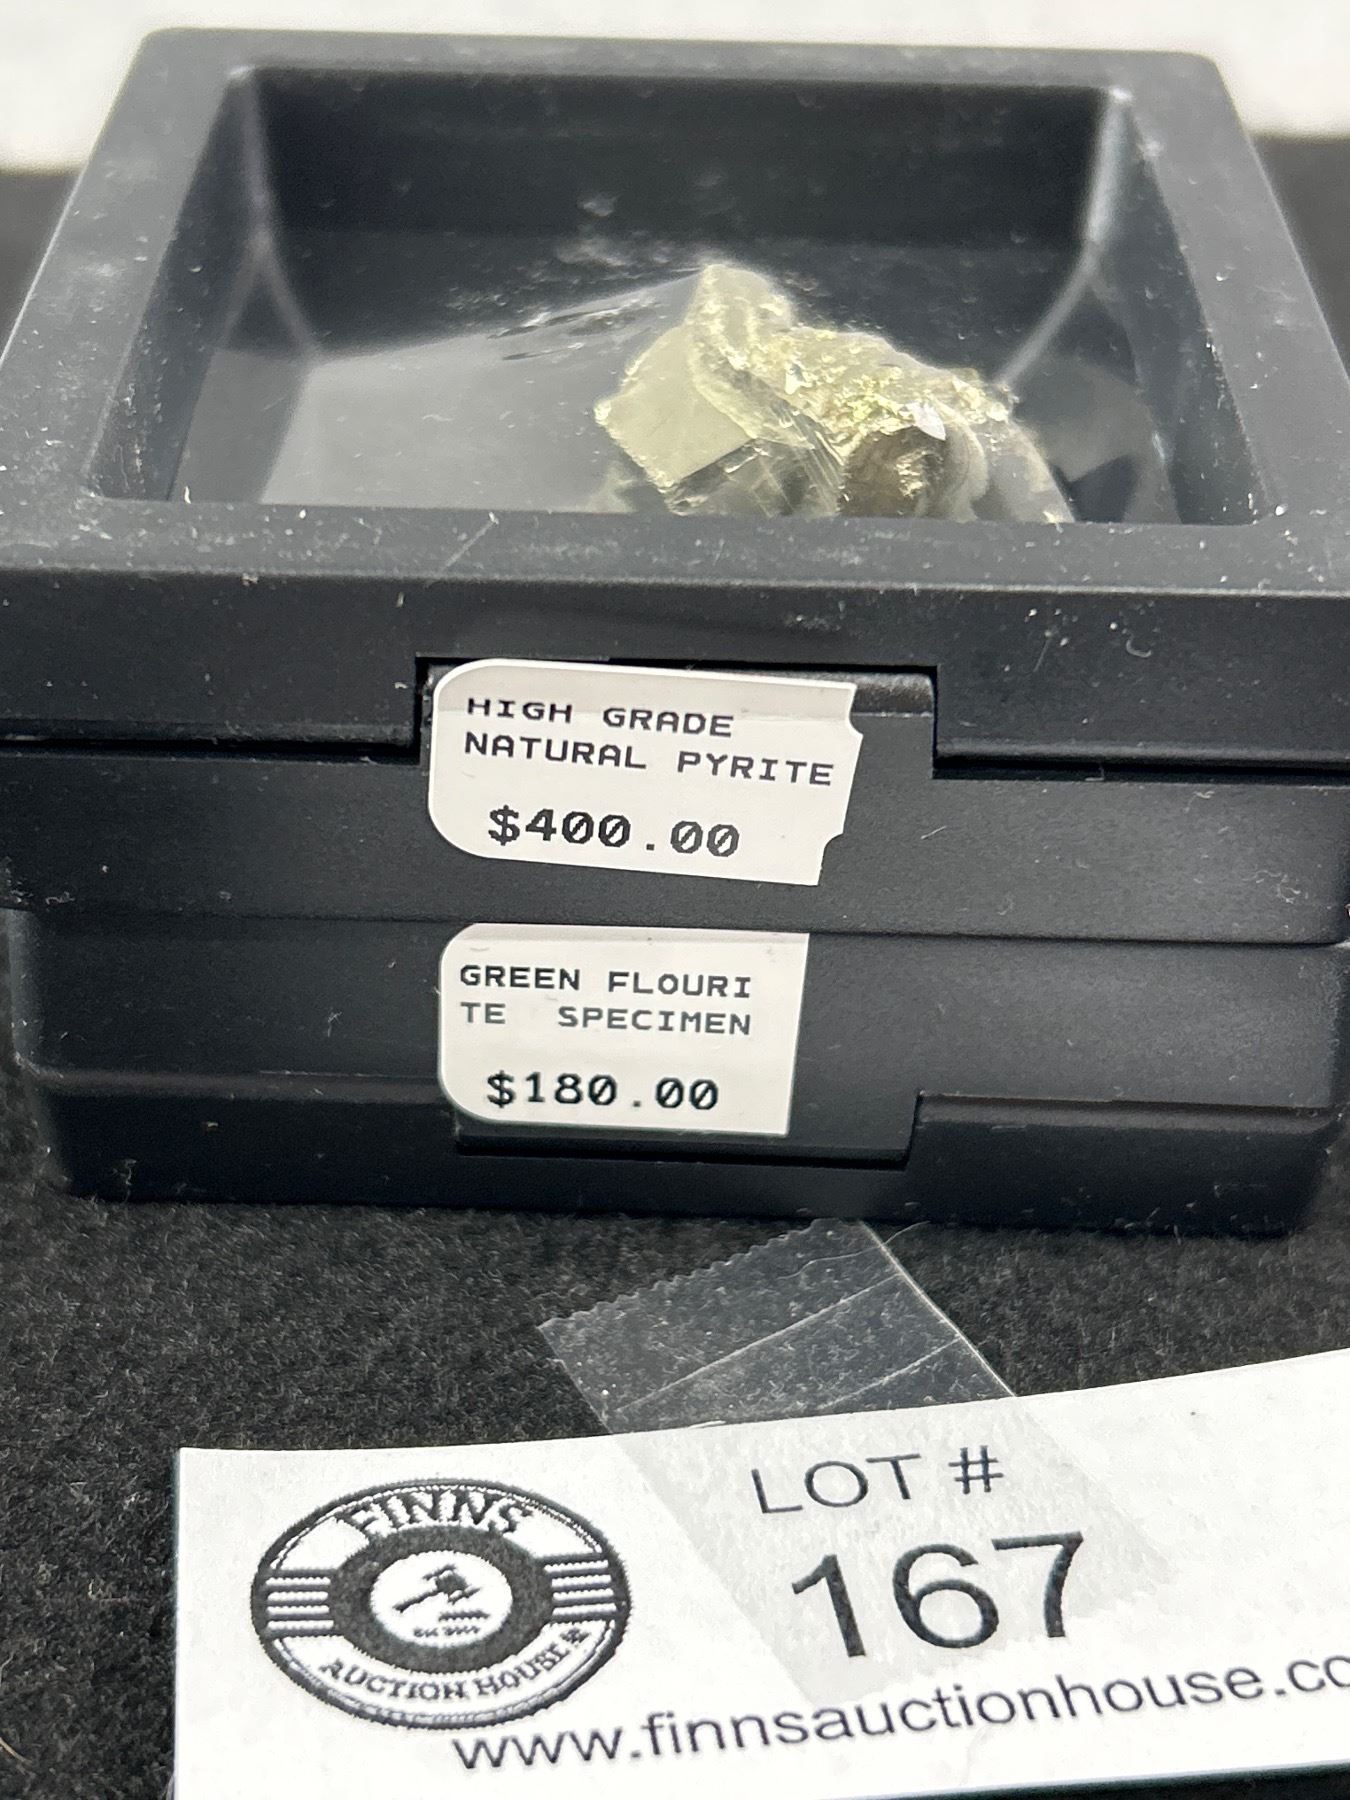 HIGH GRADE
NATURAL PYRITE
$400.00
GREEN FLOURI
TE SPECIMEN
$180.00
LOT #
167
FINNS
AUCTION HOUSE
www.finnsauctionhouse.co